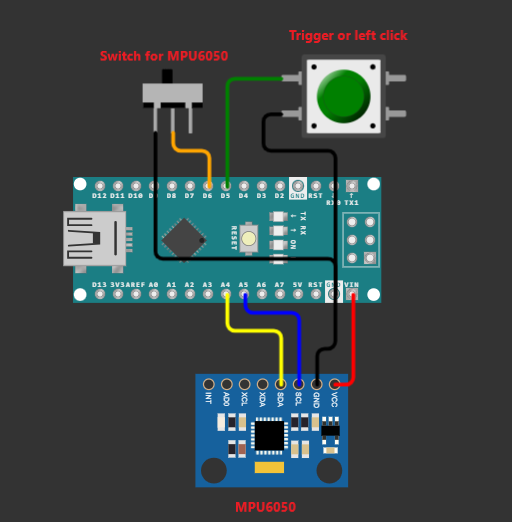 Trigger or left click
Switch for MPU6050
D12 D11 D10 D9 D8 D7 D6 D5 D4 D3 D2 GND RST RX0 TX1
TX RX
ON
RESET
D13 3V3 AREF A0 A1 A2 A3 A4 A5 A6 A7 5V RST GND VIN
INT AD0 XCL XDA SDA SCL GND VCC
MPU6050